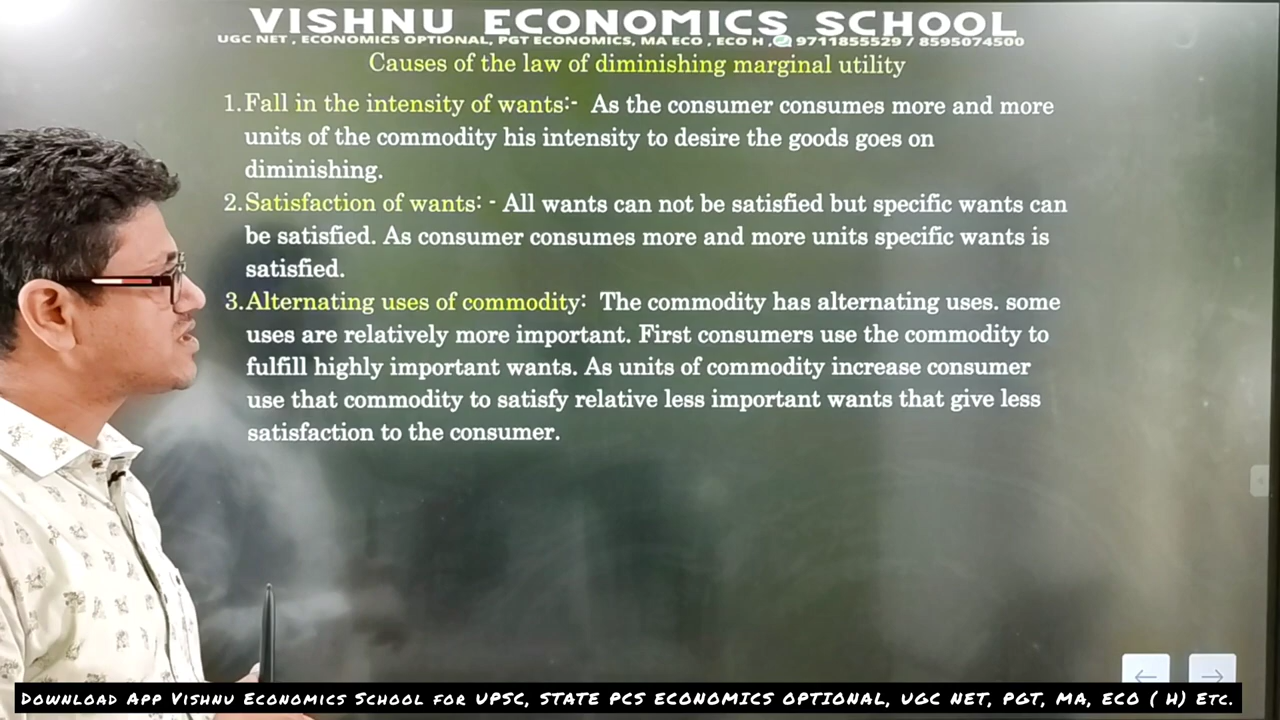 VISHNU ECONOMICS SCHOOL
UGC NET , ECONOMICS OPTIONAL, PGT ECONOMICS, MA ECO , ECO H , 9711855529 / 8595074500
Causes of the law of diminishing marginal utility
1. Fall in the intensity of wants:- As the consumer consumes more and more
units of the commodity his intensity to desire the goods goes on
diminishing.
2. Satisfaction of wants: - All wants can not be satisfied but specific wants can
be satisfied. As consumer consumes more and more units specific wants is
satisfied.
3. Alternating uses of commodity: The commodity has alternating uses. some
uses are relatively more important. First consumers use the commodity to
fulfill highly important wants. As units of commodity increase consumer
use that commodity to satisfy relative less important wants that give less
satisfaction to the consumer.
Download App Vishnu Economics School for UPSC, STATE PCS ECONOMICS OPTIONAL, UGC NET, PGT, MA, ECO ( H) Etc.